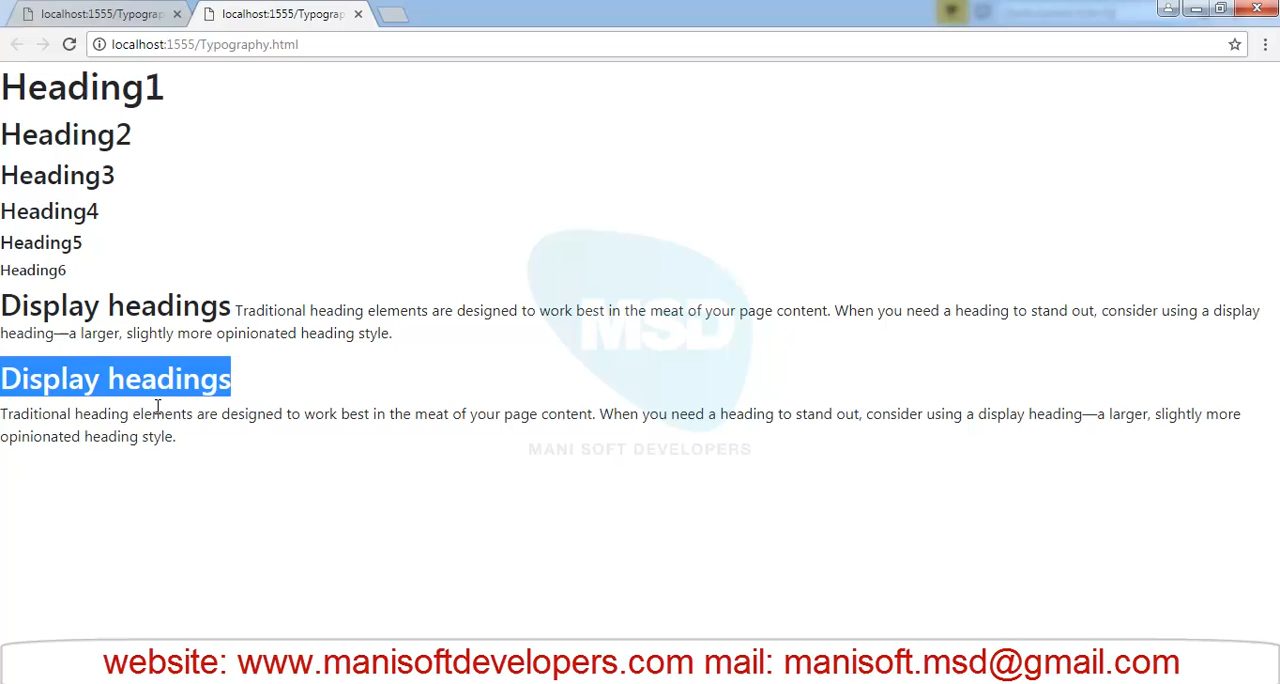 localhost:1555/Typograp
localhost:1555/Typograp
localhost:1555/Typography.html
Heading1
Heading2
Heading3
Heading4
Heading5
Heading6
Display headings Traditional heading elements are designed to work best in the meat of your page content. When you need a heading to stand out, consider using a display
heading—a larger, slightly more opinionated heading style.
Display headings
Traditional heading elements are designed to work best in the meat of your page content. When you need a heading to stand out, consider using a display heading—a larger, slightly more
opinionated heading style.
MSD
MANI SOFT DEVELOPERS
website: www.manisoftdevelopers.com mail: manisoft.msd@gmail.com